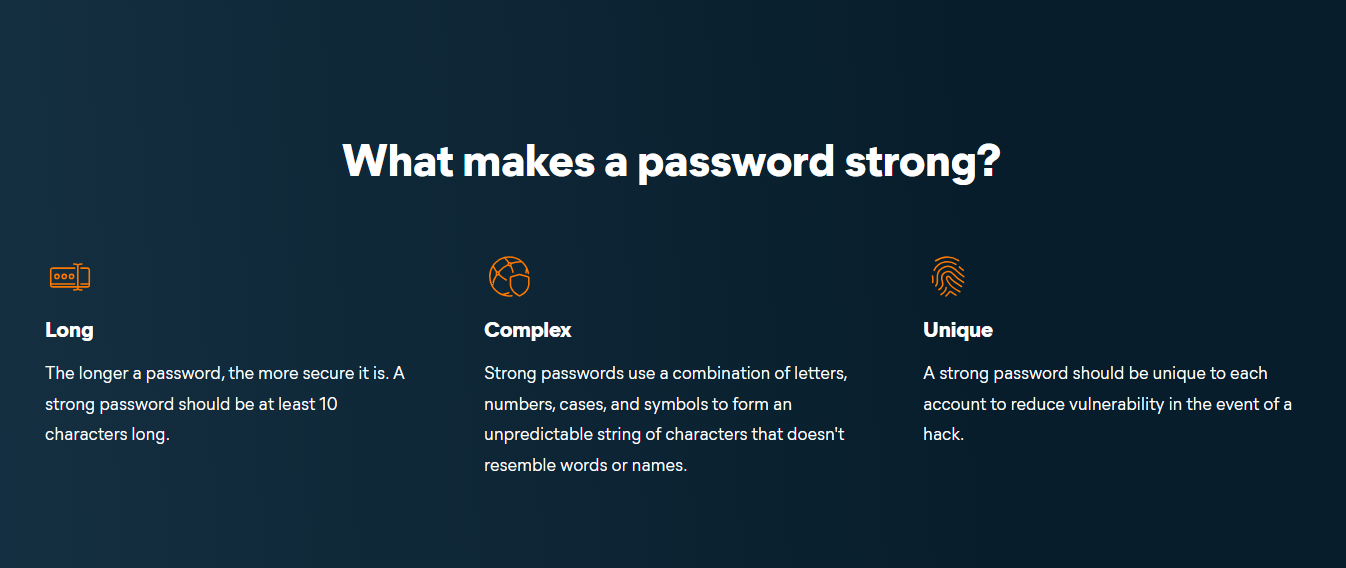 What makes a password strong?
Long
The longer a password, the more secure it is. A
strong password should be at least 10
characters long.
Complex
Strong passwords use a combination of letters,
numbers, cases, and symbols to form an
unpredictable string of characters that doesn't
resemble words or names.
Unique
A strong password should be unique to each
account to reduce vulnerability in the event of a
hack.